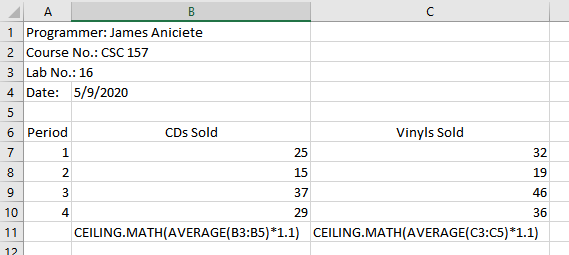 A B C
1 Programmer: James Aniciete
2 Course No.: CSC 157
3 Lab No.: 16
4 Date: 5/9/2020
5
6 Period CDs Sold Vinyls Sold
7 1 25 32
8 2 15 19
9 3 37 46
10 4 29 36
11 CEILING.MATH(AVERAGE(B3:B5)*1.1) CEILING.MATH(AVERAGE(C3:C5)*1.1)
12